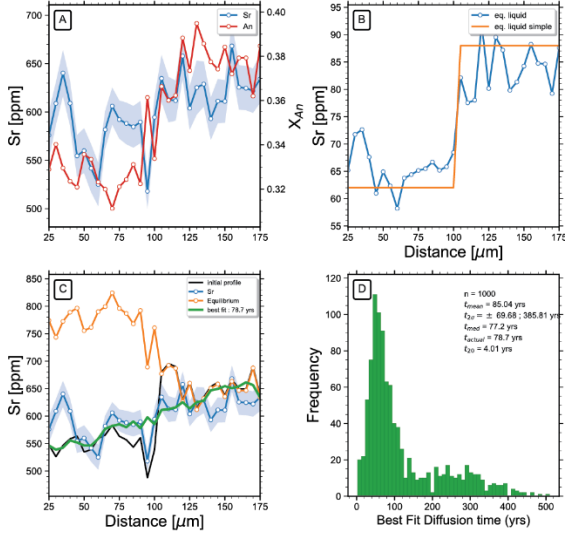 A
Sr
An
700
650
600
550
500
Sr [ppm]
0.40
0.38
0.36
0.34
0.32
X_An
25 50 75 100 125 150 175
B
eq. liquid
eq. liquid simple
90
85
80
75
70
65
60
55
Sr [ppm]
25 50 75 100 125 150 175
Distance [μm]
C
initial profile
Sr
Equilibrium
best fit : 78.7 yrs
850
800
750
700
650
600
550
500
Sr [ppm]
25 50 75 100 125 150 175
Distance [μm]
D
n = 1000
t_mean = 85.04 yrs
t_2σ = ± 69.68 ; 385.81 yrs
t_med = 77.2 yrs
t_actual = 78.7 yrs
t_20 = 4.01 yrs
120
100
80
60
40
20
0
Frequency
0 100 200 300 400 500
Best Fit Diffusion time (yrs)